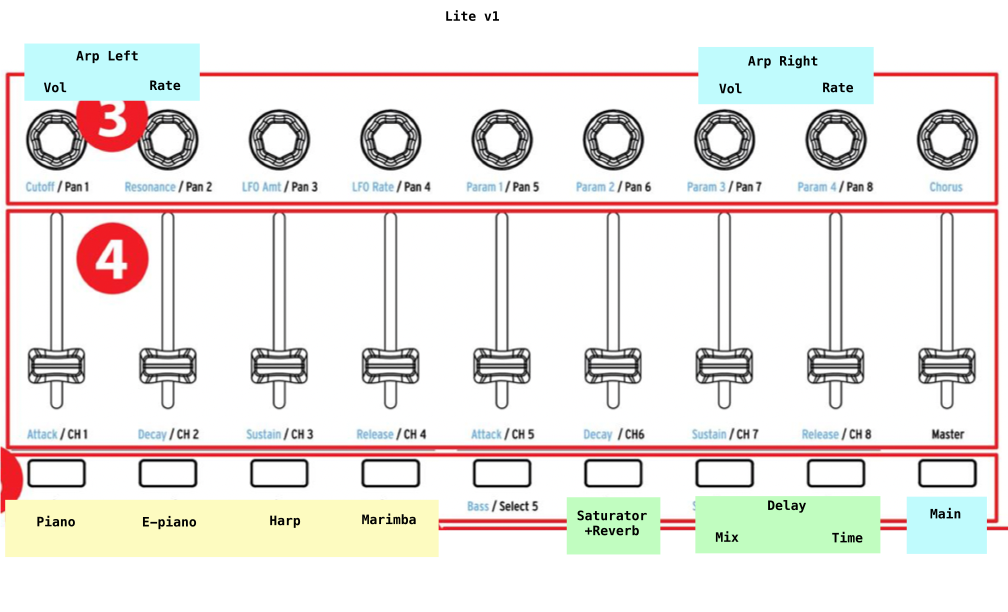 Lite v1
Arp Left
Vol Rate
Arp Right
Vol Rate
3
Cutoff / Pan 1 Resonance / Pan 2 LFO Amt / Pan 3 LFO Rate / Pan 4 Param 1 / Pan 5 Param 2 / Pan 6 Param 3 / Pan 7 Param 4 / Pan 8 Chorus
4
Attack / CH 1 Decay / CH 2 Sustain / CH 3 Release / CH 4 Attack / CH 5 Decay / CH6 Sustain / CH 7 Release / CH 8 Master
Bass / Select 5
Piano E-piano Harp Marimba
Saturator
+Reverb
Delay
Mix Time
Main